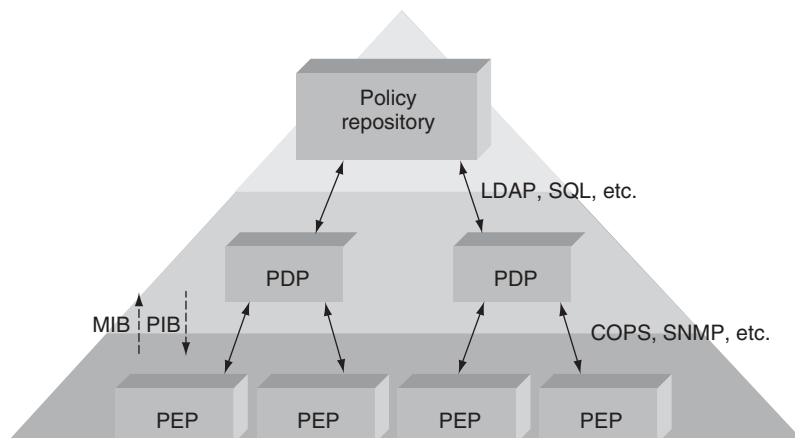 Policy
repository
LDAP, SQL, etc.
PDP
PDP
MIB
PIB
COPS, SNMP, etc.
PEP
PEP
PEP
PEP